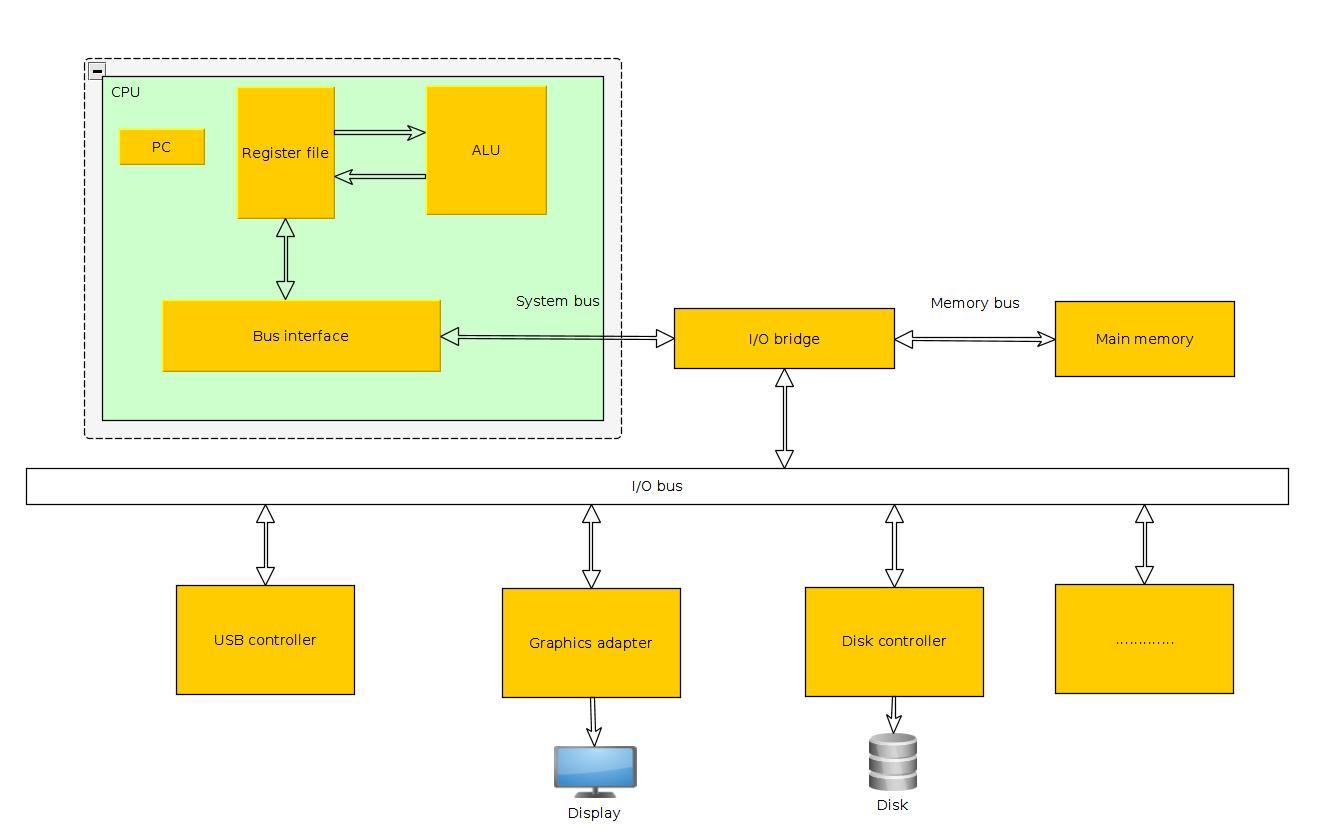 CPU
PC
Register file
ALU
System bus
Memory bus
Bus interface
I/O bridge
Main memory
I/O bus
USB controller
Graphics adapter
Disk controller
.............
Display
Disk